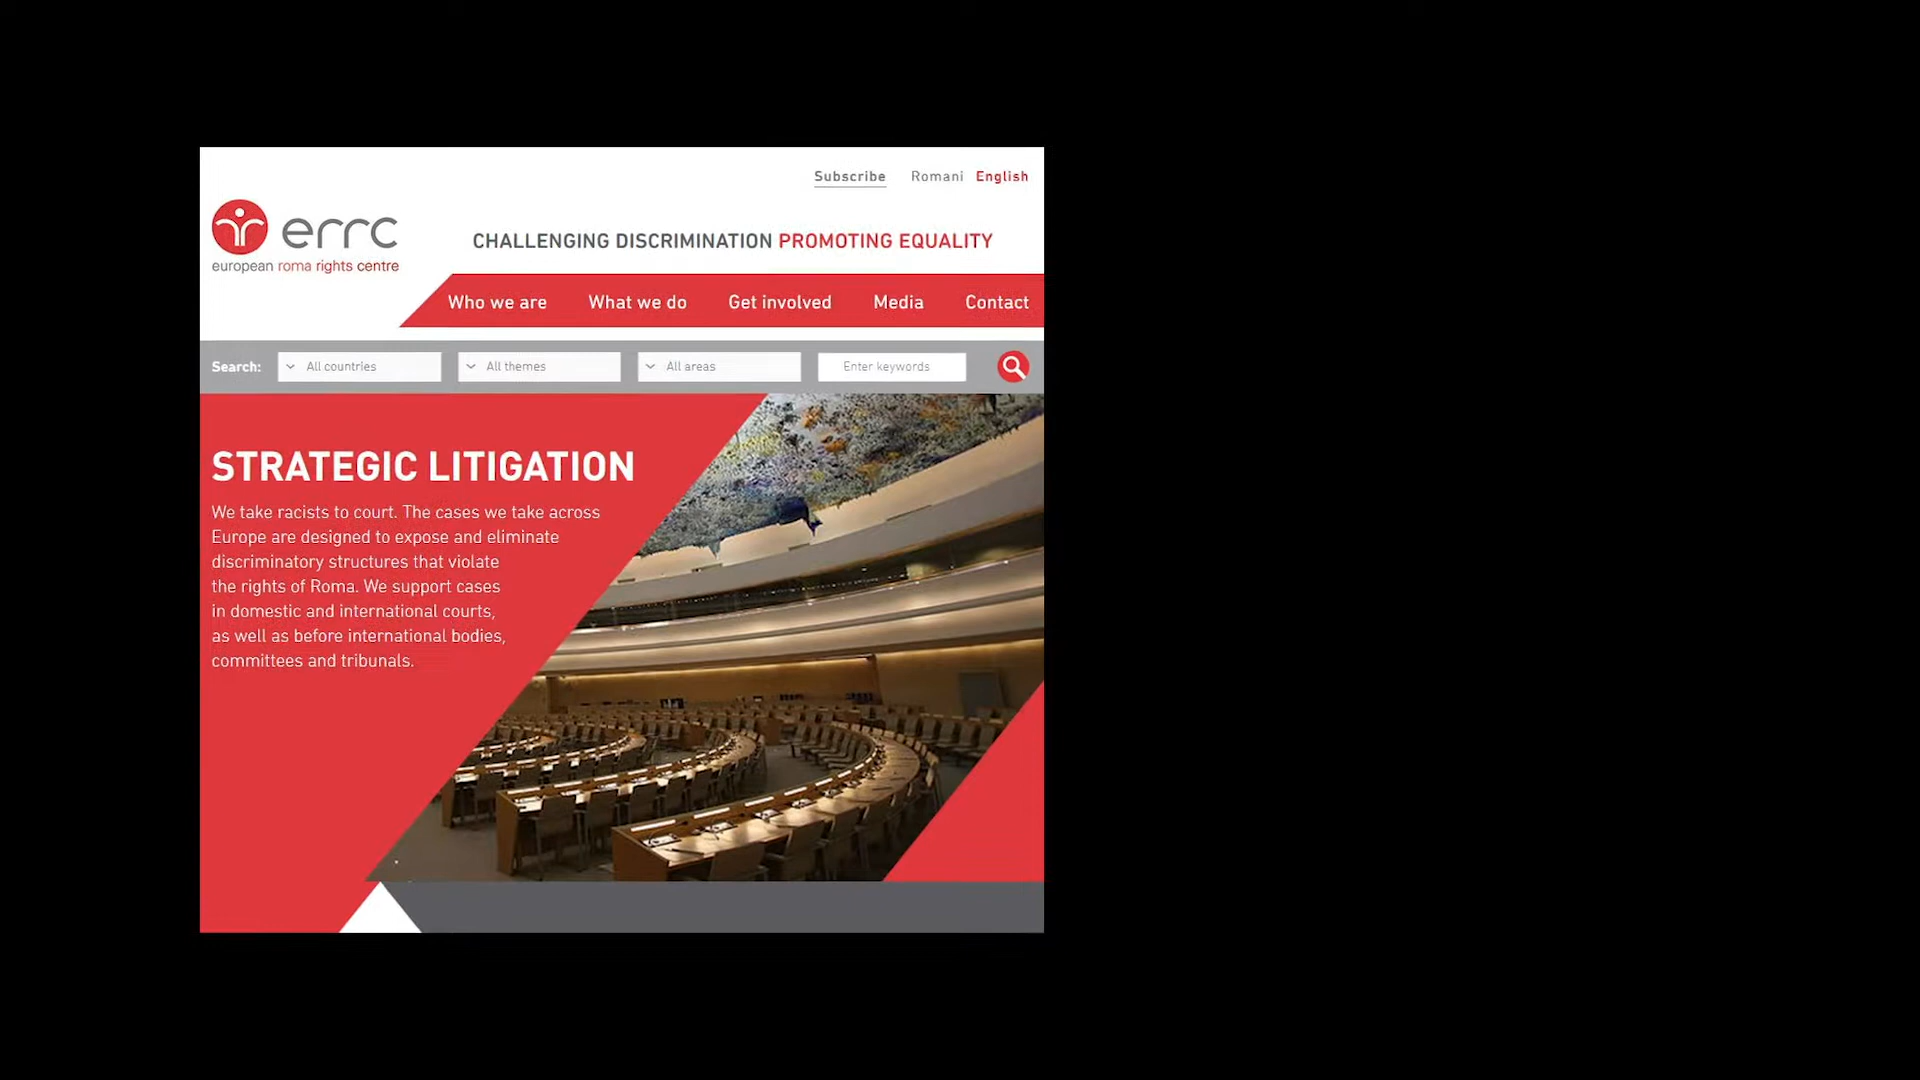 Subscribe Romani English
errc
european roma rights centre
CHALLENGING DISCRIMINATION PROMOTING EQUALITY
Who we are What we do Get involved Media Contact
Search: All countries All themes All areas Enter keywords
STRATEGIC LITIGATION
We take racists to court. The cases we take across
Europe are designed to expose and eliminate
discriminatory structures that violate
the rights of Roma. We support cases
in domestic and international courts,
as well as before international bodies,
committees and tribunals.